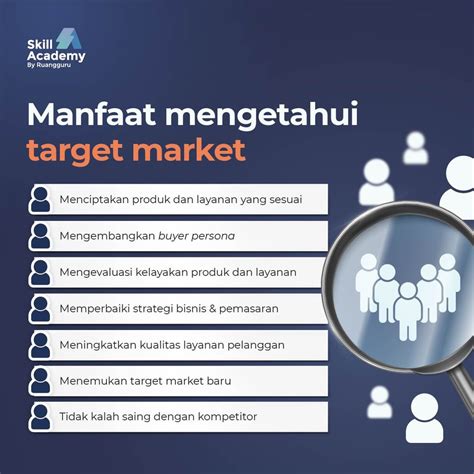 Skill
Academy
By Ruangguru
Manfaat mengetahui
target market
Menciptakan produk dan layanan yang sesuai
Mengembangkan buyer persona
Mengevaluasi kelayakan produk dan layanan
Memperbaiki strategi bisnis & pemasaran
Meningkatkan kualitas layanan pelanggan
Menemukan target market baru
Tidak kalah saing dengan kompetitor